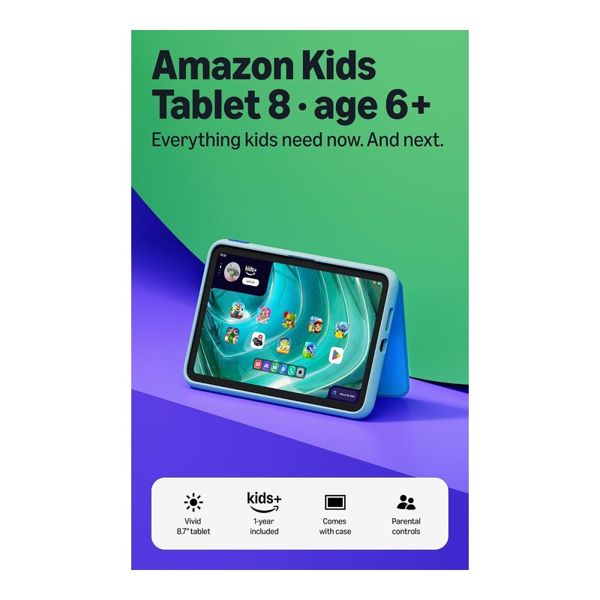 Amazon Kids
Tablet 8 · age 6+
Everything kids need now. And next.
kids+
kids+
Vivid
8.7" tablet
1-year
included
Comes
with case
Parental
controls